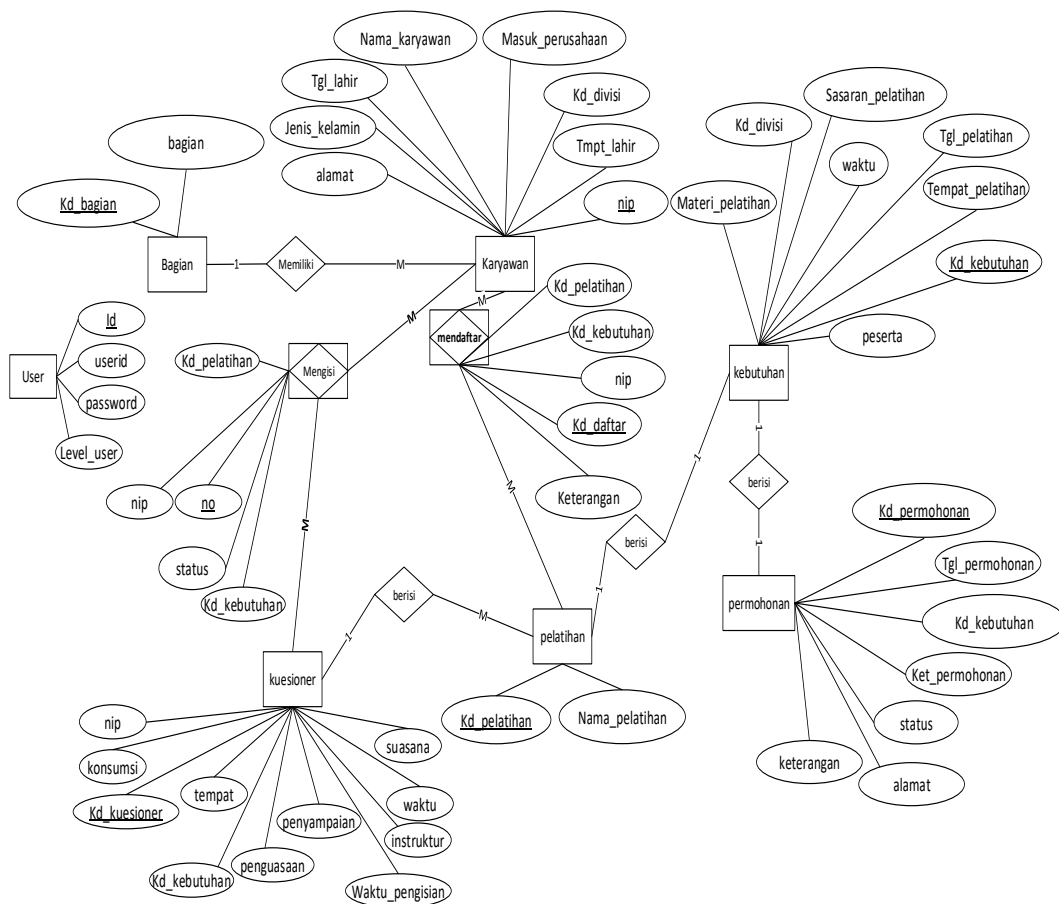 Nama_karyawan
Masuk_perusahaan
Tgl_lahir
Kd_divisi
Jenis_kelamin
Tmpt_lahir
alamat
nip
bagian
Kd_bagian
Bagian
1
Memiliki
M
Karyawan
Sasaran_pelatihan
Kd_divisi
Tgl_pelatihan
waktu
Materi_pelatihan
Tempat_pelatihan
Kd_kebutuhan
peserta
kebutuhan
M
M
Kd_pelatihan
mendaftar
Kd_kebutuhan
nip
Kd_daftar
Keterangan
M
Id
userid
User
password
Level_user
Kd_pelatihan
Mengisi
nip
no
status
Kd_kebutuhan
M
1
berisi
1
1
berisi
1
Kd_permohonan
Tgl_permohonan
permohonan
Kd_kebutuhan
Ket_permohonan
status
keterangan
alamat
berisi
1
M
pelatihan
Kd_pelatihan
Nama_pelatihan
kuesioner
nip
suasana
konsumsi
tempat
waktu
Kd_kuesioner
penyampaian
instruktur
penguasaan
Kd_kebutuhan
Waktu_pengisian